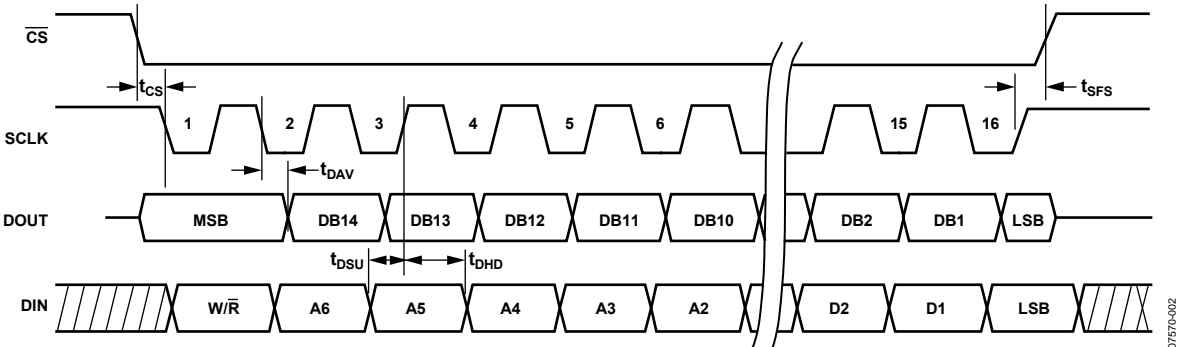 CS
tCS
tSFS
SCLK
1 2 3 4 5 6 15 16
tDAV
DOUT
MSB DB14 DB13 DB12 DB11 DB10 DB2 DB1 LSB
tDSU tDHD
DIN
W/R A6 A5 A4 A3 A2 D2 D1 LSB
07570-002